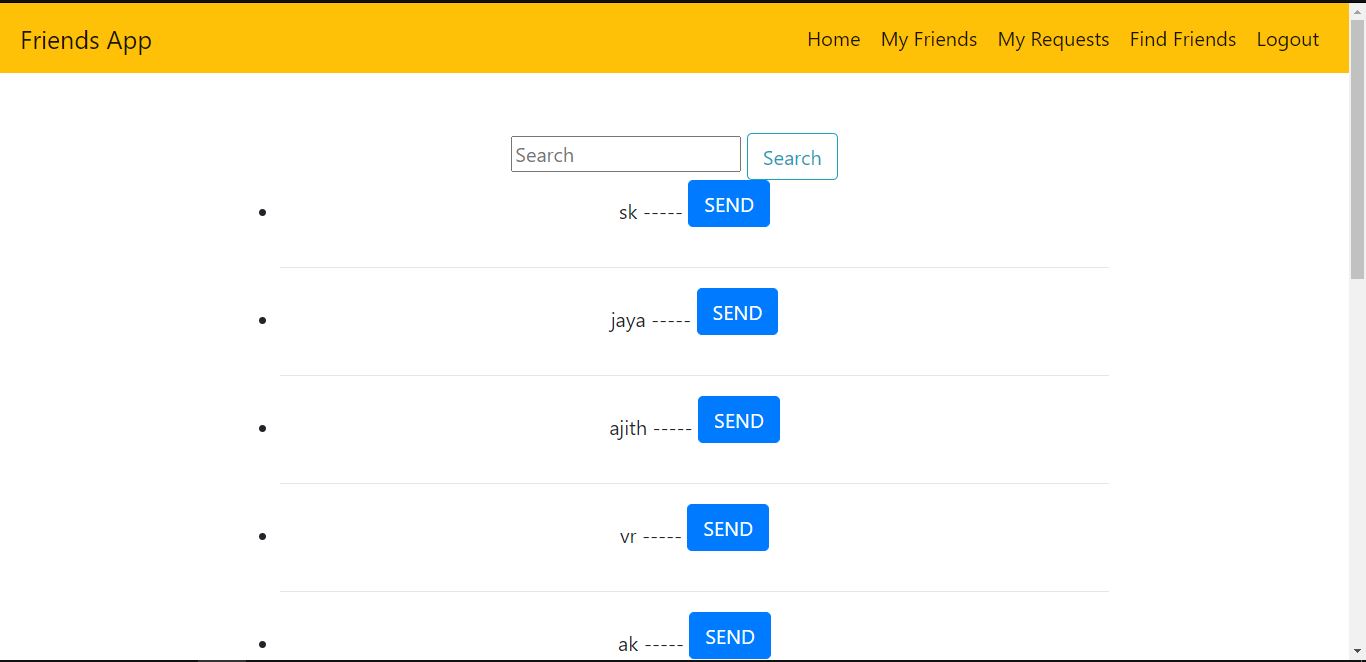 Friends App Home My Friends My Requests Find Friends Logout
Search Search
sk ----- SEND
jaya ----- SEND
ajith ----- SEND
vr ----- SEND
ak ----- SEND